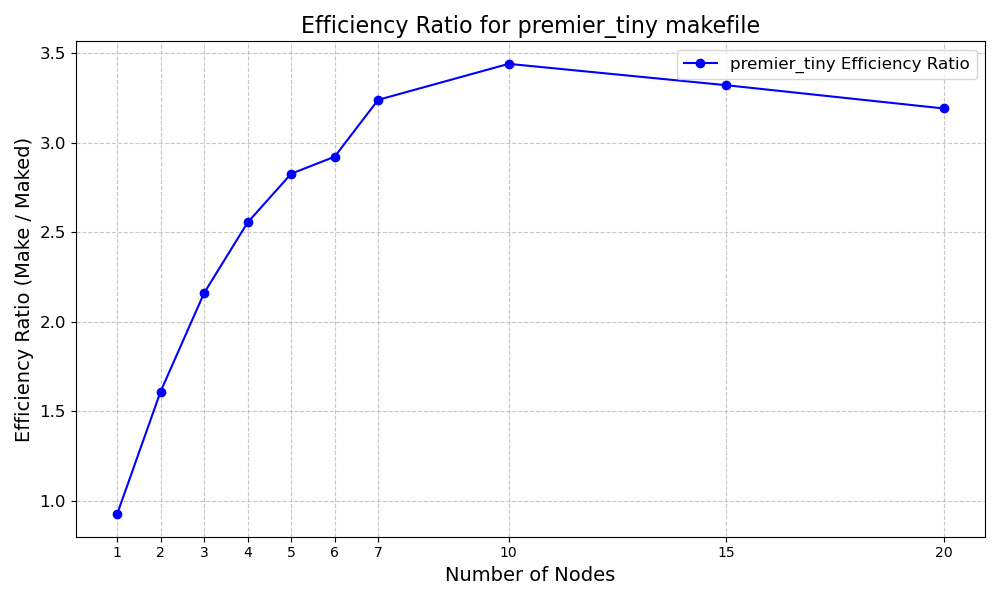 Efficiency Ratio for premier_tiny makefile
premier_tiny Efficiency Ratio
Efficiency Ratio (Make / Maked)
3.5
3.0
2.5
2.0
1.5
1.0
1 2 3 4 5 6 7 10 15 20
Number of Nodes